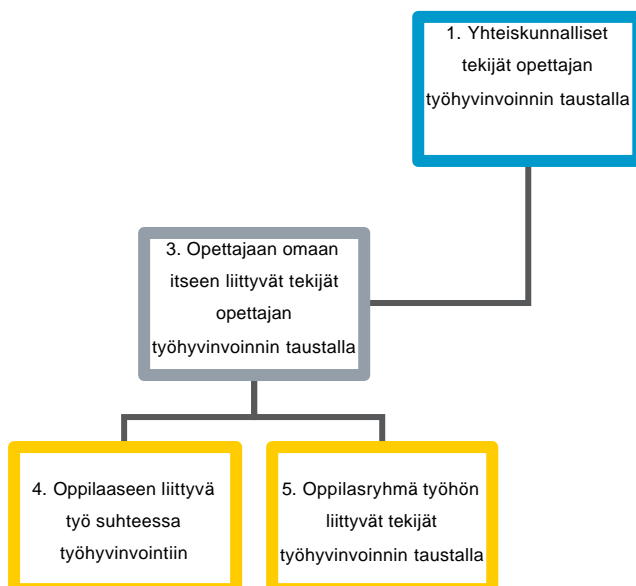 1. Yhteiskunnalliset
tekijät opettajan
työhyvinvoinnin taustalla
3. Opettajaan omaan
itseen liittyvät tekijät
opettajan
työhyvinvoinnin taustalla
4. Oppilaaseen liittyvä
työ suhteessa
työhyvinvointiin
5. Oppilasryhmä työhön
liittyvät tekijät
työhyvinvoinnin taustalla